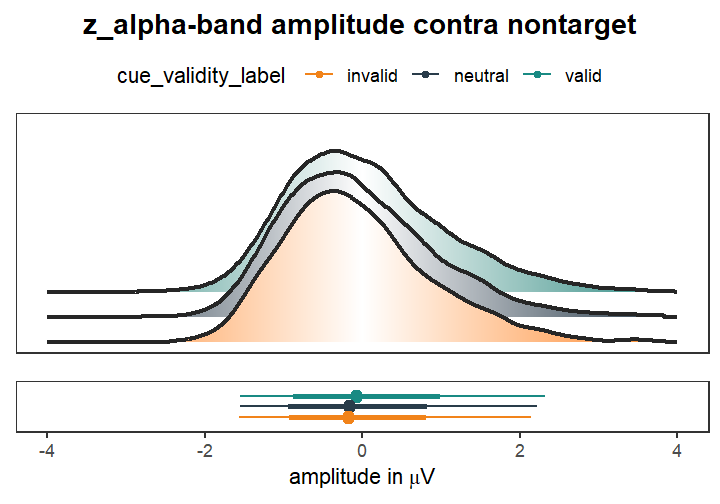 z_alpha-band amplitude contra nontarget
cue_validity_label invalid neutral valid
-4 -2 0 2 4
amplitude in μV